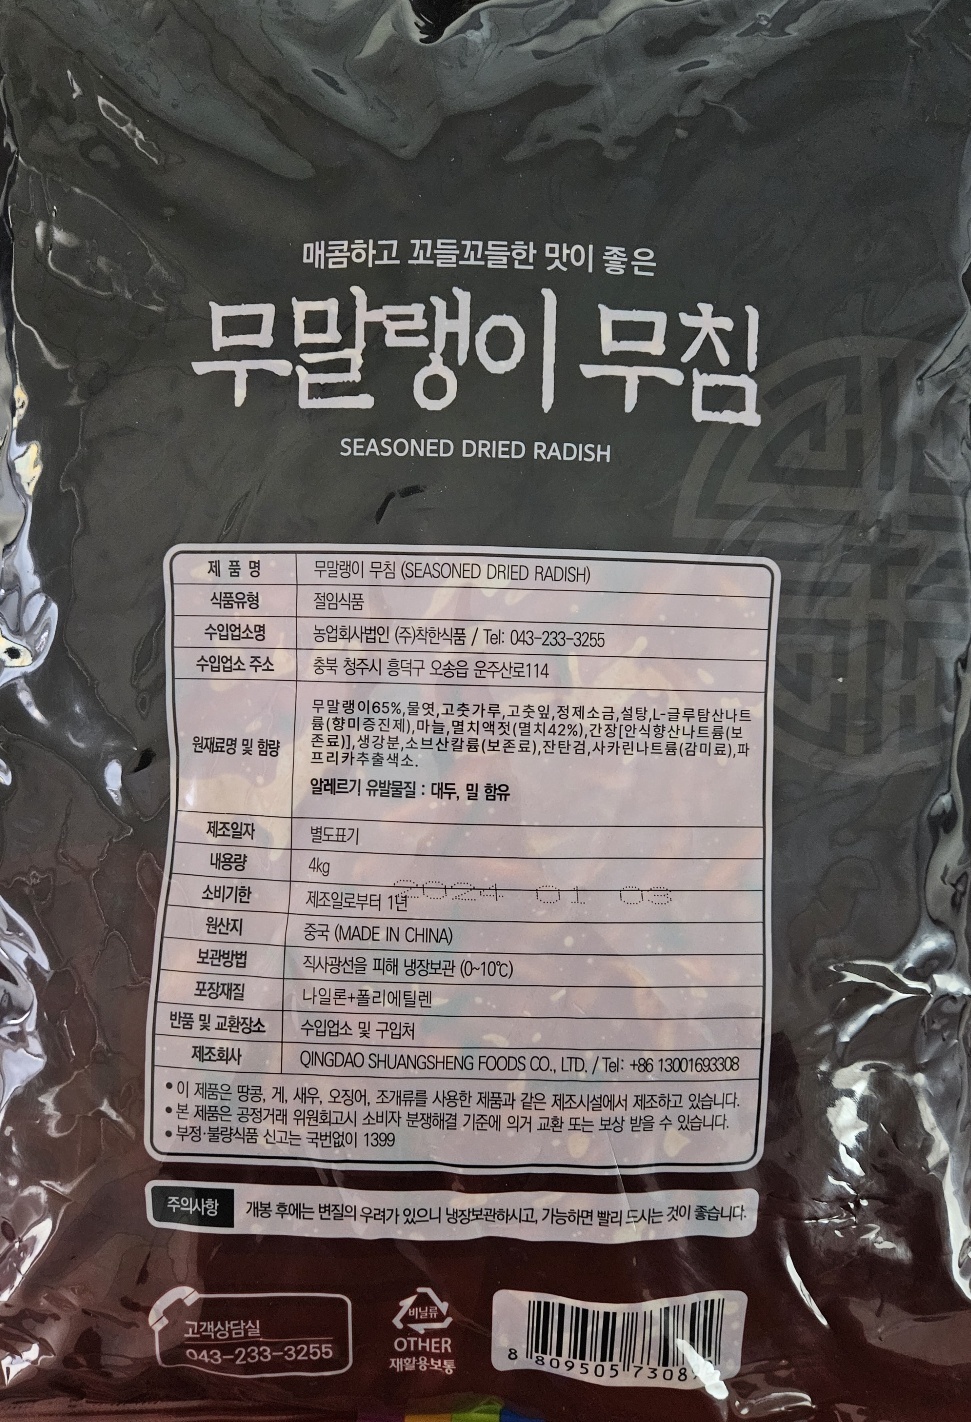 매콤하고 꼬들꼬들한 맛이 좋은
무말랭이 무침
SEASONED DRIED RADISH
제 품 명 무말랭이 무침 (SEASONED DRIED RADISH)
식품유형 절임식품
수입업소명 농업회사법인 (주)착한식품 / Tel: 043-233-3255
수입업소 주소 충북 청주시 흥덕구 오송읍 운주산로114
원재료명 및 함량
무말랭이65%,물엿,고춧가루,고춧잎,정제소금,설탕,L-글루탐산나트
륨(향미증진제),마늘,멸치액젓(멸치42%),간장[안식향산나트륨(보
존료)],생강분,소브산칼륨(보존료),잔탄검,사카린나트륨(감미료),파
프리카추출색소.
알레르기 유발물질 : 대두, 밀 함유
제조일자 별도표기
내용량 4kg
소비기한 제조일로부터 1년
2024 01 03
원산지 중국 (MADE IN CHINA)
보관방법 직사광선을 피해 냉장보관 (0~10℃)
포장재질 나일론+폴리에틸렌
반품 및 교환장소 수입업소 및 구입처
제조회사 QINGDAO SHUANGSHENG FOODS CO., LTD. / Tel: +86 13001693308
• 이 제품은 땅콩, 게, 새우, 오징어, 조개류를 사용한 제품과 같은 제조시설에서 제조하고 있습니다.
• 본 제품은 공정거래 위원회고시 소비자 분쟁해결 기준에 의거 교환 또는 보상 받을 수 있습니다.
• 부정·불량식품 신고는 국번없이 1399
주의사항 개봉 후에는 변질의 우려가 있으니 냉장보관하시고, 가능하면 빨리 드시는 것이 좋습니다.
고객상담실
043-233-3255
비닐류
OTHER
재활용보통
8 809505 7308